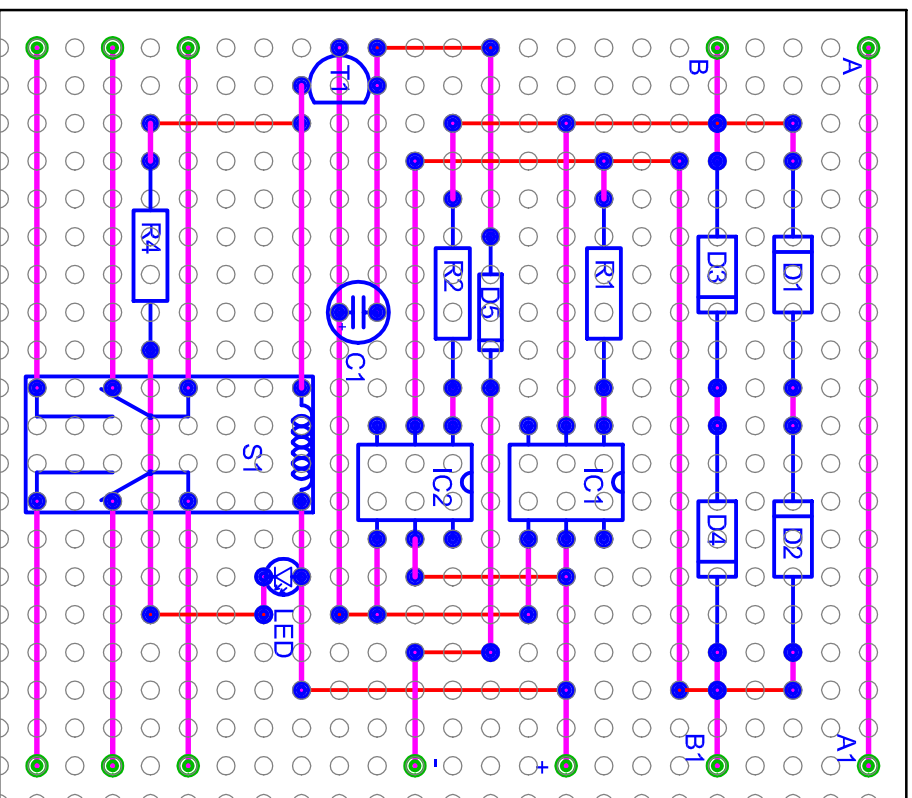 A
B
T1
R4
R2
D5
R1
D3
D1
+
C1
S1
IC2
IC1
D4
D2
LED
B1
A1
-
+